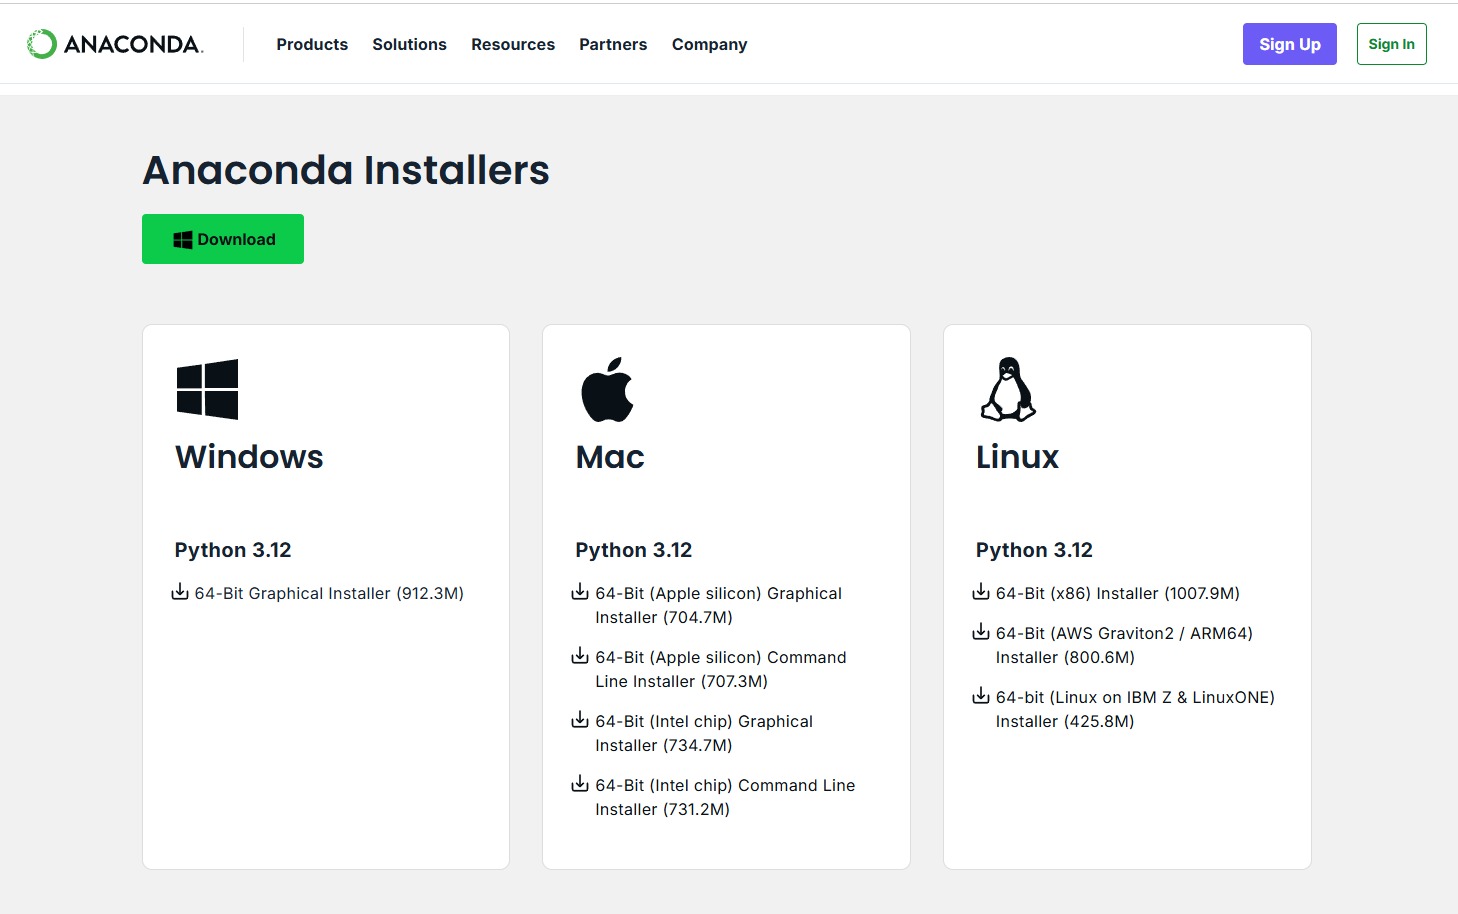 ANACONDA.
Products Solutions Resources Partners Company
Sign Up
Sign In
Anaconda Installers
Download
Windows
Python 3.12
64-Bit Graphical Installer (912.3M)
Mac
Python 3.12
64-Bit (Apple silicon) Graphical
Installer (704.7M)
64-Bit (Apple silicon) Command
Line Installer (707.3M)
64-Bit (Intel chip) Graphical
Installer (734.7M)
64-Bit (Intel chip) Command Line
Installer (731.2M)
Linux
Python 3.12
64-Bit (x86) Installer (1007.9M)
64-Bit (AWS Graviton2 / ARM64)
Installer (800.6M)
64-bit (Linux on IBM Z & LinuxONE)
Installer (425.8M)